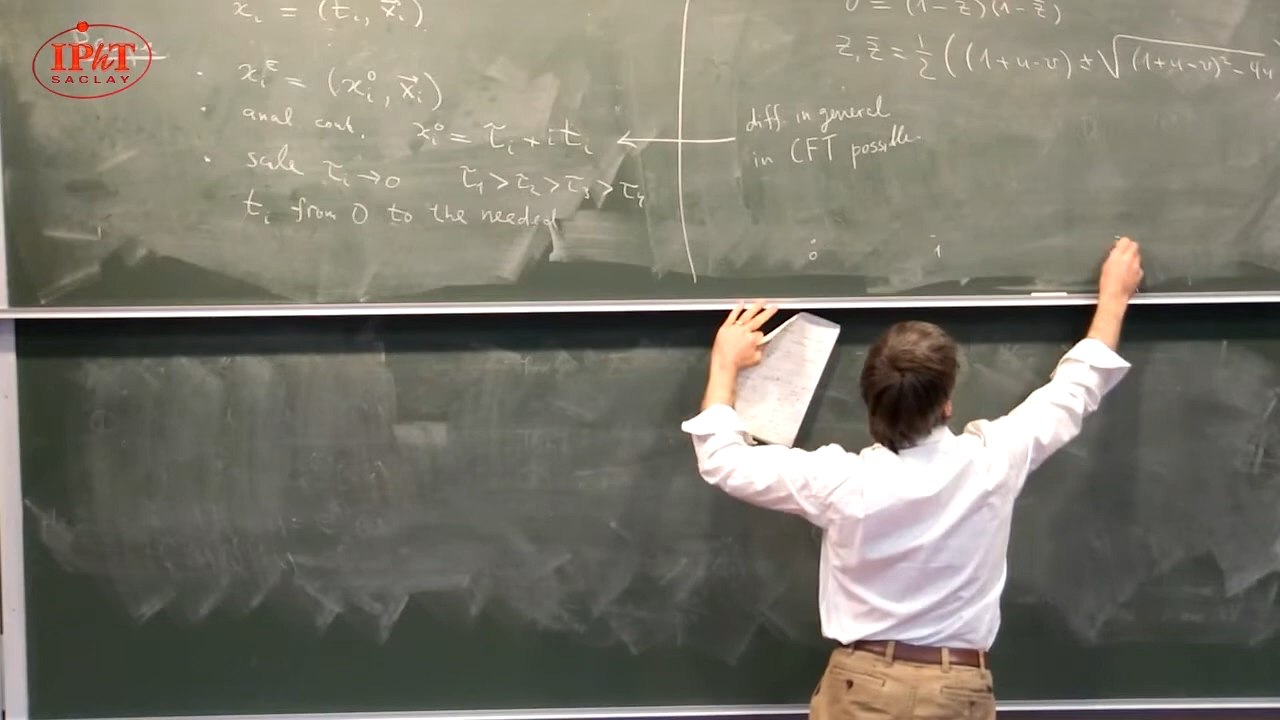 x_i = (t_i, \vec{x}_i)
IPhT
SACLAY
· x_i^E = (x_i^0, \vec{x}_i)
· anal cont. x_i^0 = τ_i + i t_i
· scale τ_i → 0 τ_1 > τ_2 > τ_3 > τ_4
t_i from 0 to the needed
v = (1-z)(1-\bar{z})
z, \bar{z} = \frac{1}{2} ((1+u-v) ± \sqrt{(1+u-v)^2 - 4u}
← diff. in general
in CFT possible.
0 1